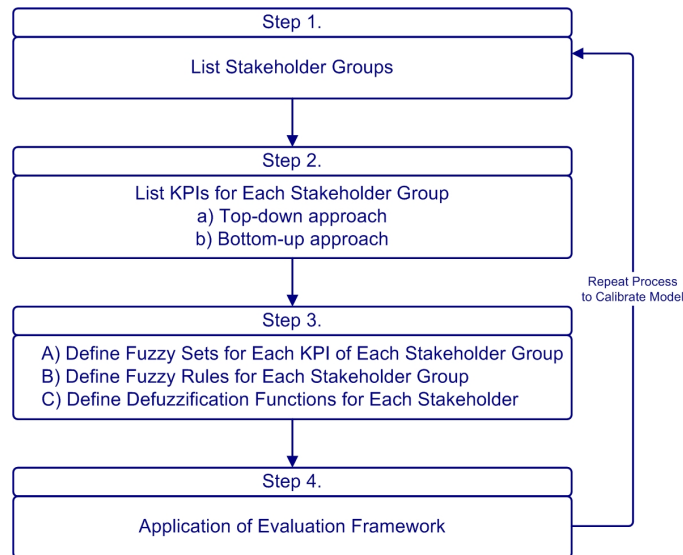 Step 1.
List Stakeholder Groups
Step 2.
List KPIs for Each Stakeholder Group
a) Top-down approach
b) Bottom-up approach
Step 3.
A) Define Fuzzy Sets for Each KPI of Each Stakeholder Group
B) Define Fuzzy Rules for Each Stakeholder Group
C) Define Defuzzification Functions for Each Stakeholder
Step 4.
Application of Evaluation Framework
Repeat Process
to Calibrate Model